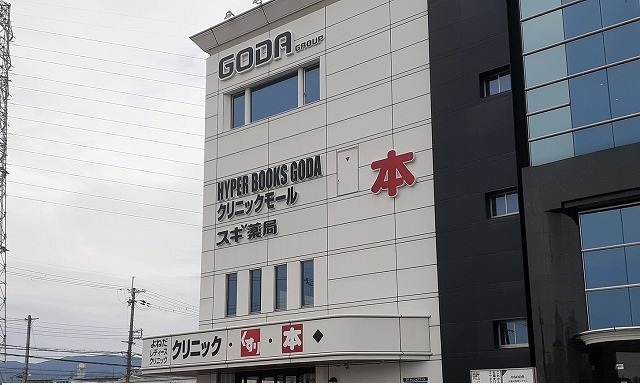 GODA GROUP
HYPER BOOKS GODA
クリニックモール
スギ薬局
本
よねだ
レディース
クリニック
クリニック・くすり・本◆
GODA